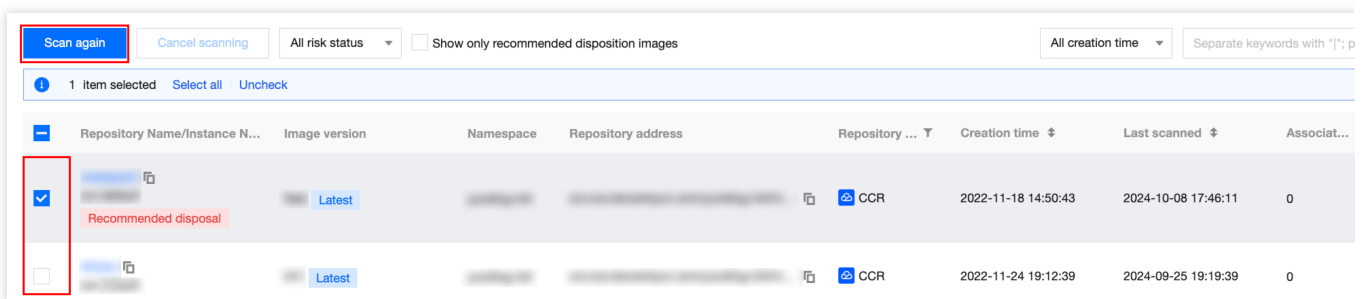 Scan again Cancel scanning All risk status Show only recommended disposition images All creation time Separate keywords with "|"; p
1 item selected Select all Uncheck
Repository Name/Instance N... Image version Namespace Repository address Repository ... Creation time Last scanned Associat...
Latest CCR 2022-11-18 14:50:43 2024-10-08 17:46:11 0
Recommended disposal
Latest CCR 2022-11-24 19:12:39 2024-09-25 19:19:39 0